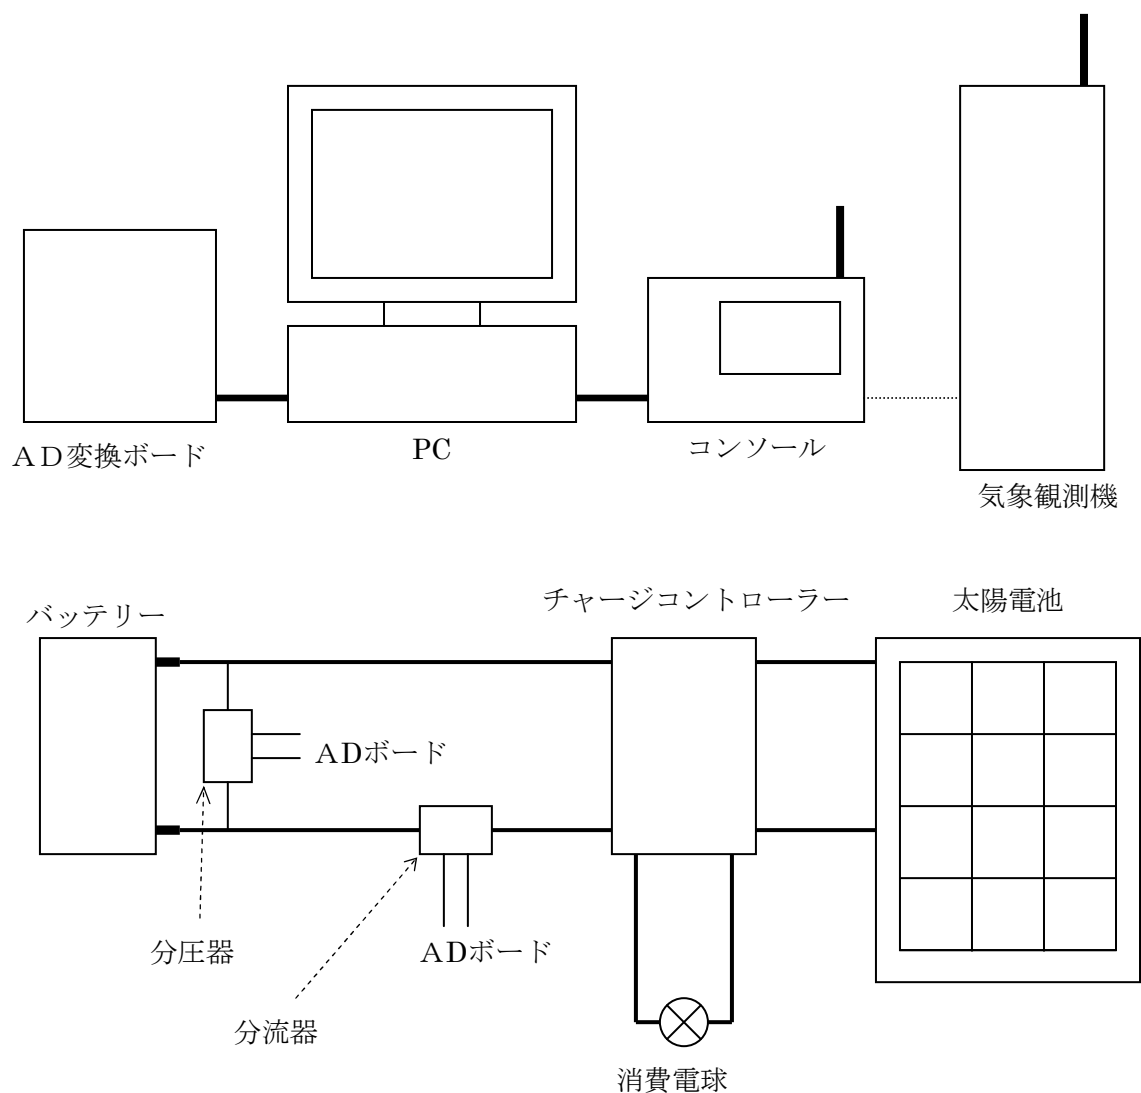 ＡＤ変換ボード
PC
コンソール
気象観測機
バッテリー
チャージコントローラー
太陽電池
ＡDボード
分圧器
ＡDボード
分流器
消費電球